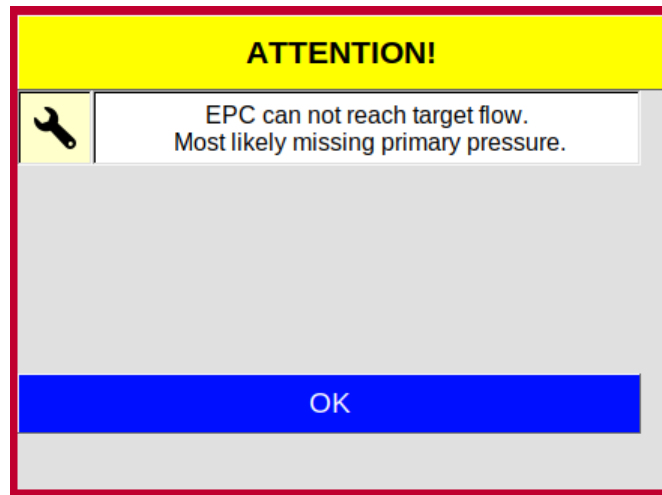 ATTENTION!
EPC can not reach target flow.
Most likely missing primary pressure.
OK